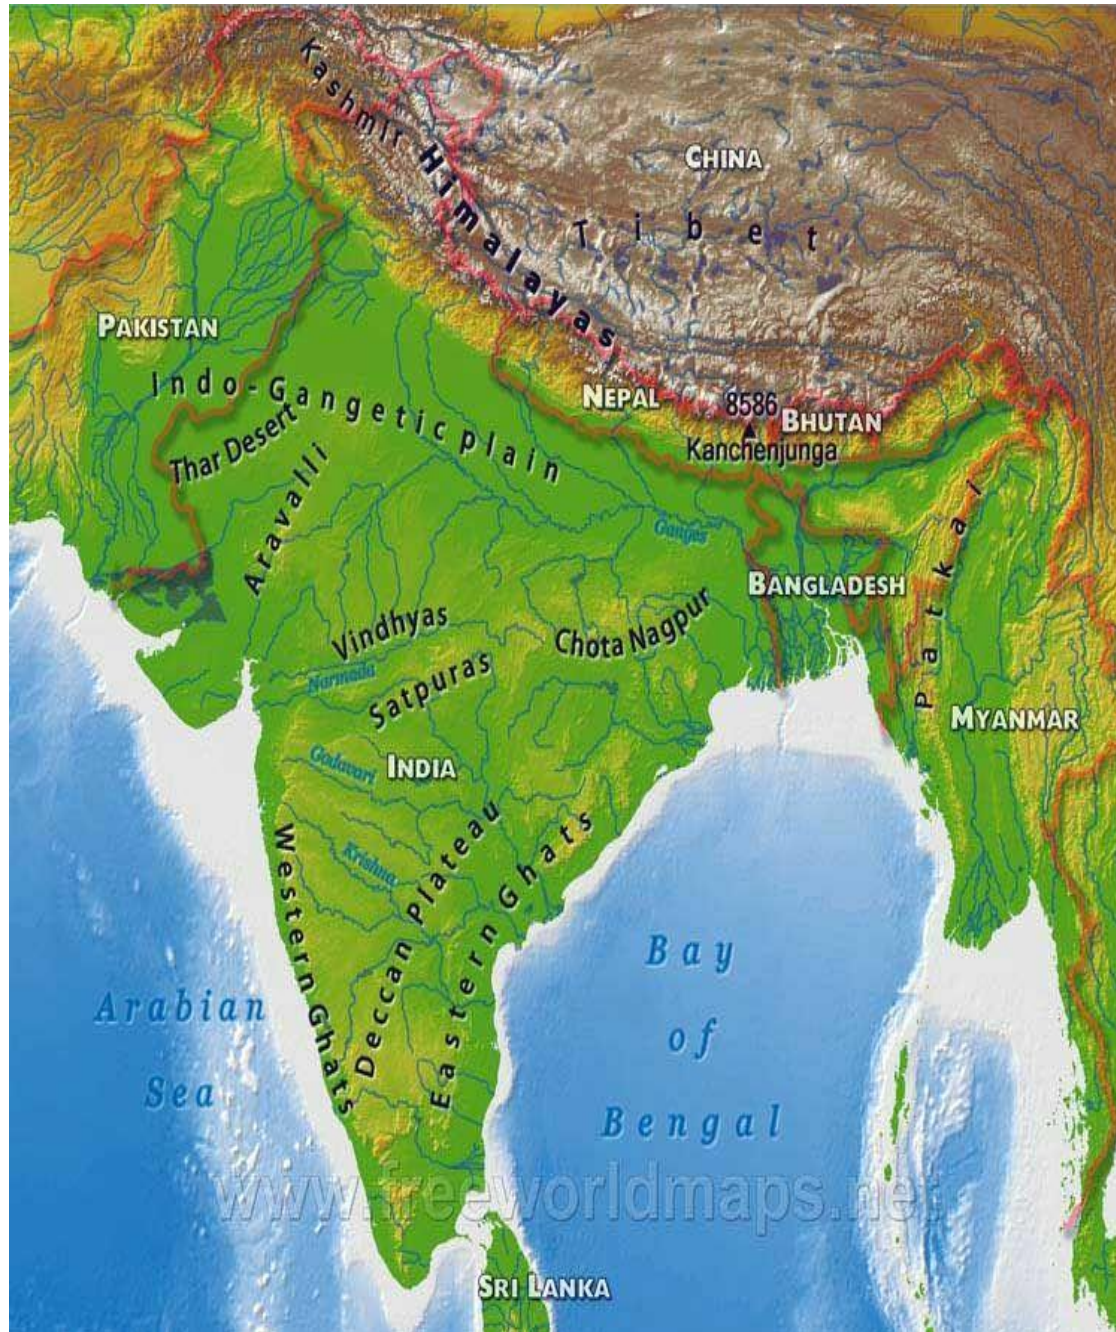 Kashmir
Himalayas
CHINA
Tibet
PAKISTAN
Indo-Gangetic plain
NEPAL
8586
BHUTAN
Kanchenjunga
Thar Desert
Aravalli
Ganges
Patkai
BANGLADESH
Vindhyas
Chota Nagpur
Narmada
Satpuras
MYANMAR
Godavari
INDIA
Krishna
Western Ghats
Deccan Plateau
Eastern Ghats
Arabian
Sea
Bay
of
Bengal
www.freeworldmaps.net
SRI LANKA